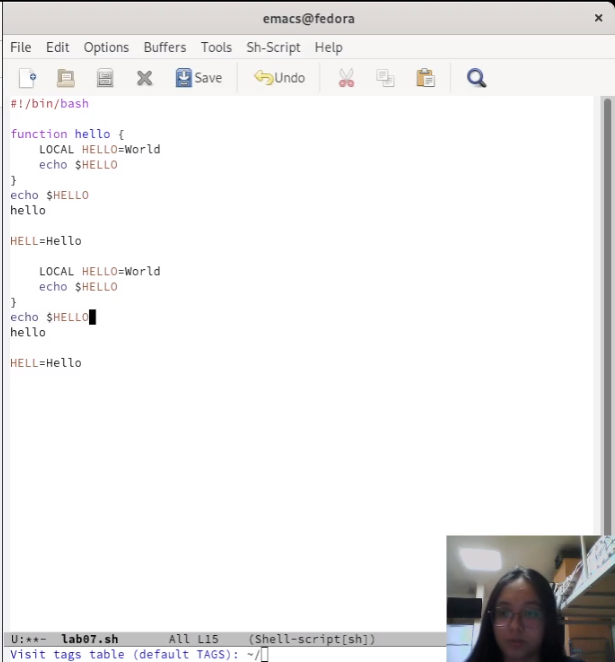 emacs@fedora
File Edit Options Buffers Tools Sh-Script Help
Save Undo
#!/bin/bash
function hello {
LOCAL HELLO=World
echo $HELLO
}
echo $HELLO
hello
HELL=Hello
LOCAL HELLO=World
echo $HELLO
}
echo $HELLO
hello
HELL=Hello
U:**- lab07.sh All L15 (Shell-script[sh])
Visit tags table (default TAGS): ~/